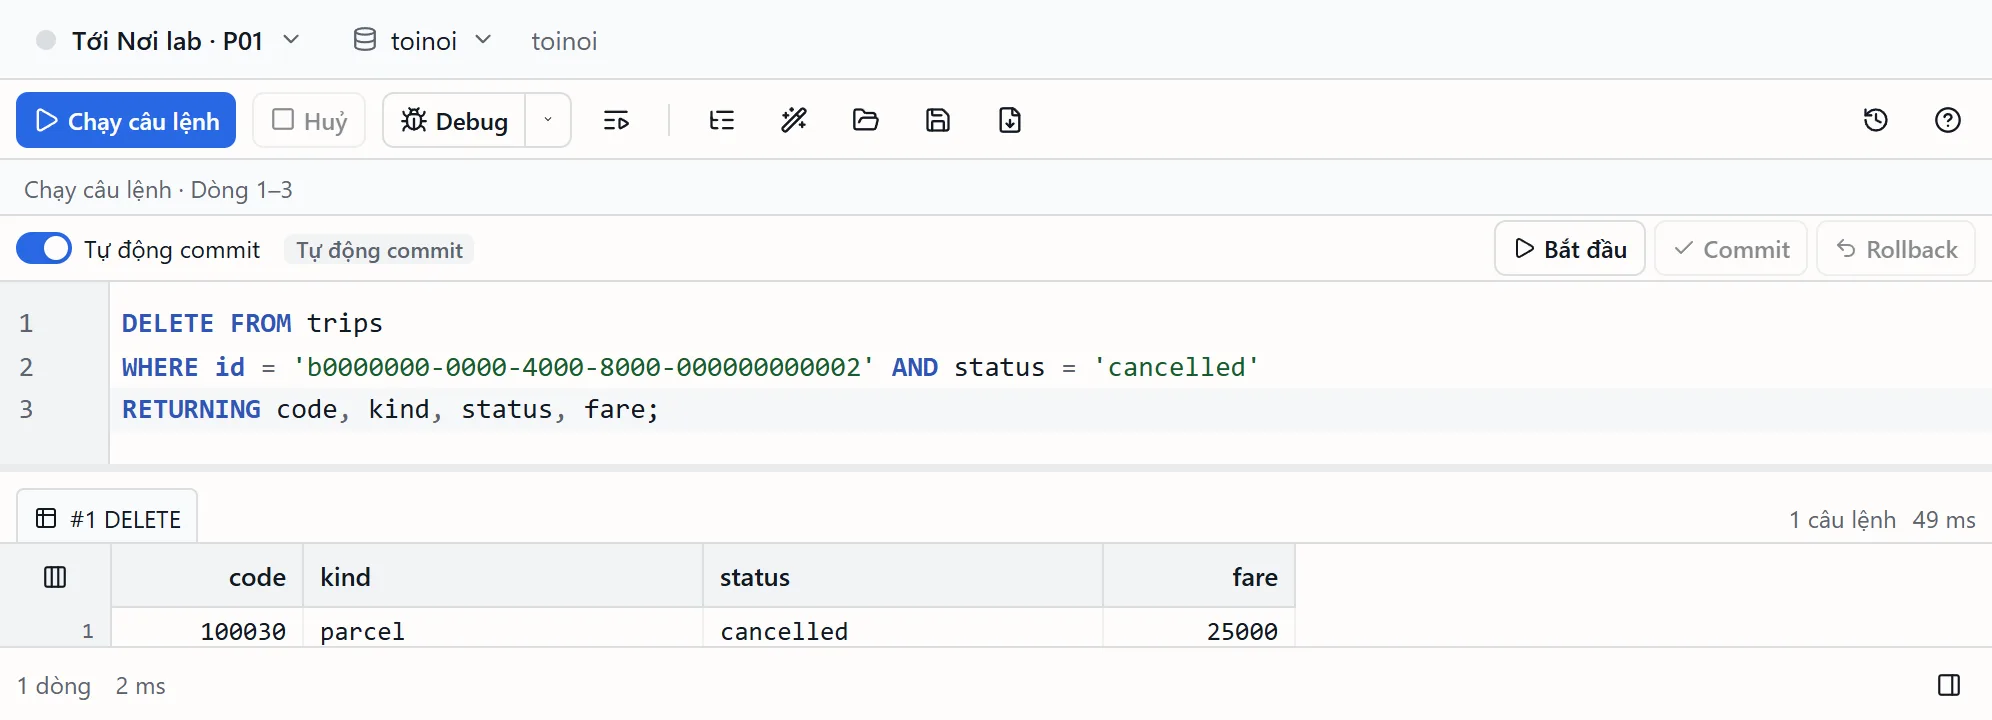 Tới Nơi lab · P01 toinoi toinoi
Chạy câu lệnh Huỷ Debug
Chạy câu lệnh · Dòng 1–3
Tự động commit Tự động commit Bắt đầu Commit Rollback
1 DELETE FROM trips
2 WHERE id = 'b0000000-0000-4000-8000-000000000002' AND status = 'cancelled'
3 RETURNING code, kind, status, fare;
#1 DELETE 1 câu lệnh 49 ms
code kind status fare
1 100030 parcel cancelled 25000
1 dòng 2 ms